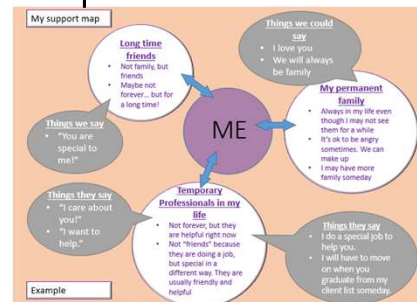 My support map
Long time
friends
• Not family, but
friends
• Maybe not
forever... but for
a long time!
Things we could
say
• I love you
• We will always
be family
My permanent
family
• Always in my life even
though I may not see
them for a while
• It's ok to be angry
sometimes. We can
make up
• I may have more
family someday
Things we say
• "You are
special to
me!"
ME
Things they say
• "I care about
you!"
• "I want to
help."
Temporary
Professionals in my
life
• Not forever, but they
are helpful right now
• Not "friends" because
they are doing a job,
but special in a
different way. They are
usually friendly and
helpful
Things they say
• I do a special job to
help you.
• I will have to
move on when you
graduate from my
client list someday.
Example